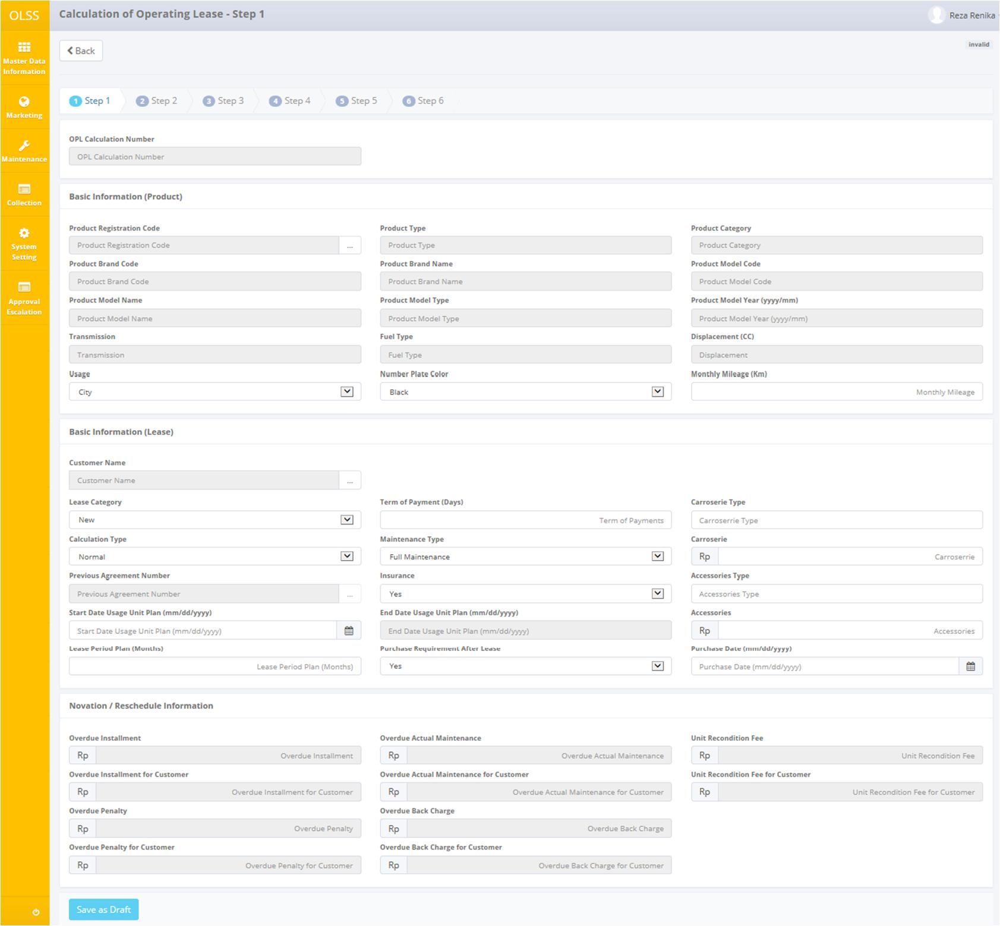 OLSS
Calculation of Operating Lease - Step 1
Reza Renika
Master Data
Information
Marketing
Maintenance
Collection
System
Setting
Approval
Escalation
Back
invalid
1 Step 1
2 Step 2
3 Step 3
4 Step 4
5 Step 5
6 Step 6
OPL Calculation Number
OPL Calculation Number
Basic Information (Product)
Product Registration Code
Product Type
Product Category
Product Registration Code ...
Product Type
Product Category
Product Brand Code
Product Brand Name
Product Model Code
Product Brand Code
Product Brand Name
Product Model Code
Product Model Name
Product Model Type
Product Model Year (yyyy/mm)
Product Model Name
Product Model Type
Product Model Year (yyyy/mm)
Transmission
Fuel Type
Displacement (CC)
Transmission
Fuel Type
Displacement
Usage
Number Plate Color
Monthly Mileage (Km)
City
Black
Monthly Mileage
Basic Information (Lease)
Customer Name
Customer Name ...
Lease Category
Term of Payment (Days)
Carroserie Type
New
Term of Payments
Carroserrie Type
Calculation Type
Maintenance Type
Carroserie
Normal
Full Maintenance
Rp Carroserrie
Previous Agreement Number
Insurance
Accessories Type
Previous Agreement Number ...
Yes
Accessories Type
Start Date Usage Unit Plan (mm/dd/yyyy)
End Date Usage Unit Plan (mm/dd/yyyy)
Accessories
Start Date Usage Unit Plan (mm/dd/yyyy)
End Date Usage Unit Plan (mm/dd/yyyy)
Rp Accessories
Lease Period Plan (Months)
Purchase Requirement After Lease
Purchase Date (mm/dd/yyyy)
Lease Period Plan (Months)
Yes
Purchase Date (mm/dd/yyyy)
Novation / Reschedule Information
Overdue Installment
Overdue Actual Maintenance
Unit Recondition Fee
Rp Overdue Installment
Rp Overdue Actual Maintenance
Rp Unit Recondition Fee
Overdue Installment for Customer
Overdue Actual Maintenance for Customer
Unit Recondition Fee for Customer
Rp Overdue Installment for Customer
Rp Overdue Actual Maintenance for Customer
Rp Unit Recondition Fee for Customer
Overdue Penalty
Overdue Back Charge
Rp Overdue Penalty
Rp Overdue Back Charge
Overdue Penalty for Customer
Overdue Back Charge for Customer
Rp Overdue Penalty for Customer
Rp Overdue Back Charge for Customer
Save as Draft